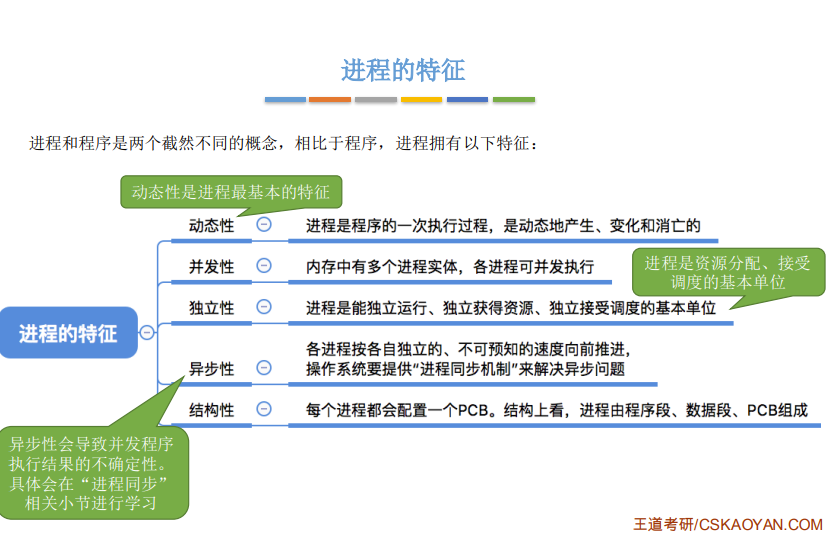 进程的特征
进程和程序是两个截然不同的概念，相比于程序，进程拥有以下特征：
动态性是进程最基本的特征
动态性
进程是程序的一次执行过程，是动态地产生、变化和消亡的
并发性
内存中有多个进程实体，各进程可并发执行
进程是资源分配、接受
调度的基本单位
独立性
进程是能独立运行、独立获得资源、独立接受调度的基本单位
进程的特征
异步性
各进程按各自独立的、不可预知的速度向前推进，
操作系统要提供“进程同步机制”来解决异步问题
结构性
每个进程都会配置一个PCB。结构上看，进程由程序段、数据段、PCB组成
异步性会导致并发程序
执行结果的不确定性。
具体会在“进程同步”
相关小节进行学习
王道考研/CSKAOYAN.COM